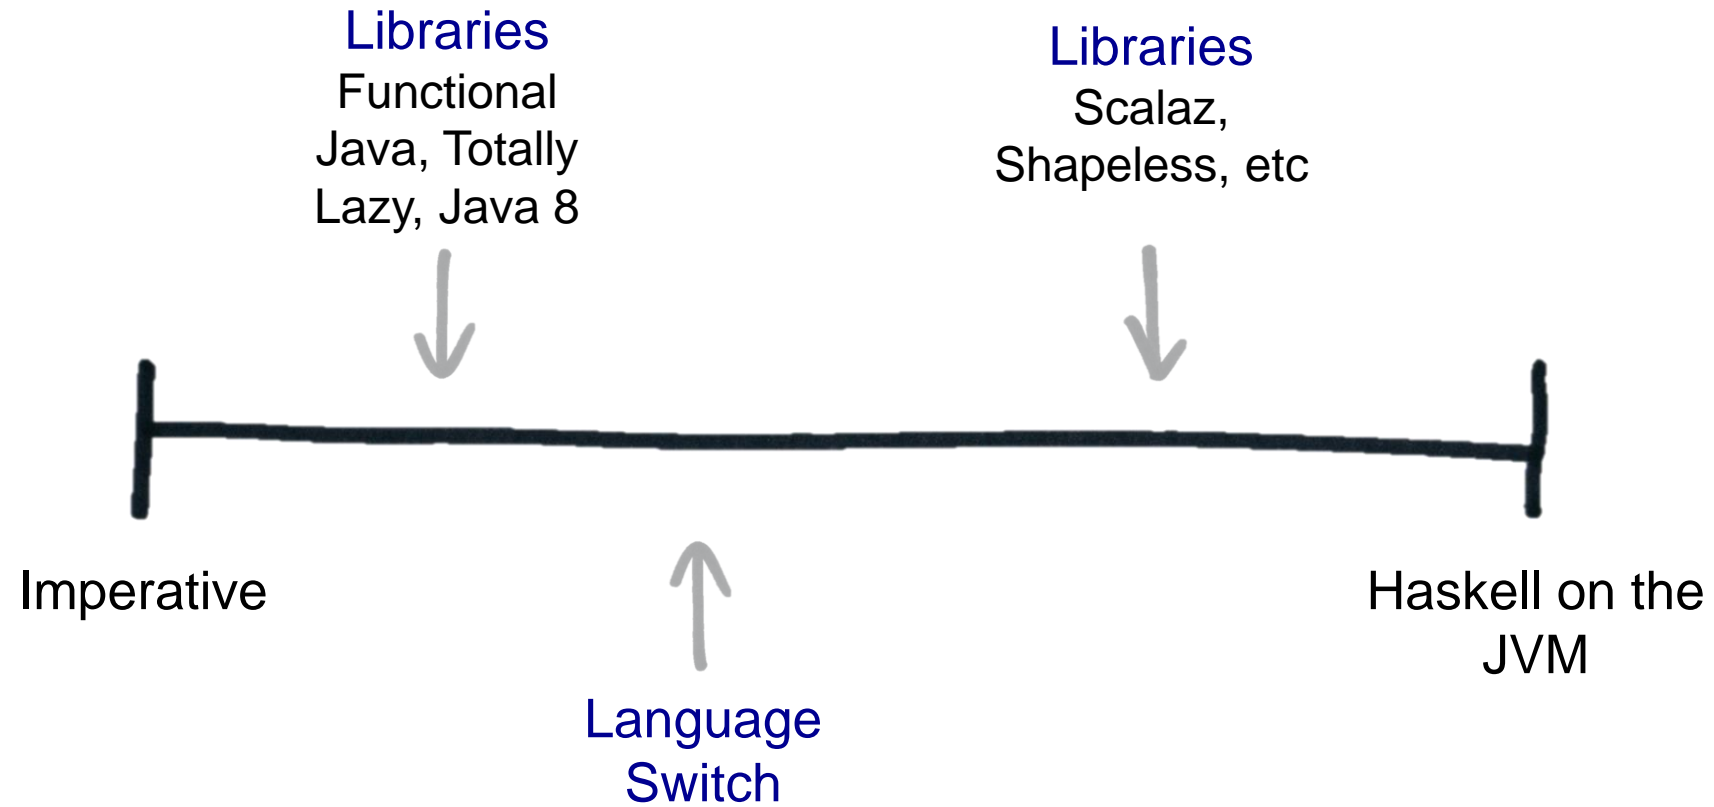 Libraries
Functional
Java, Totally
Lazy, Java 8
Libraries
Scalaz,
Shapeless, etc
Imperative
Haskell on the
JVM
Language
Switch